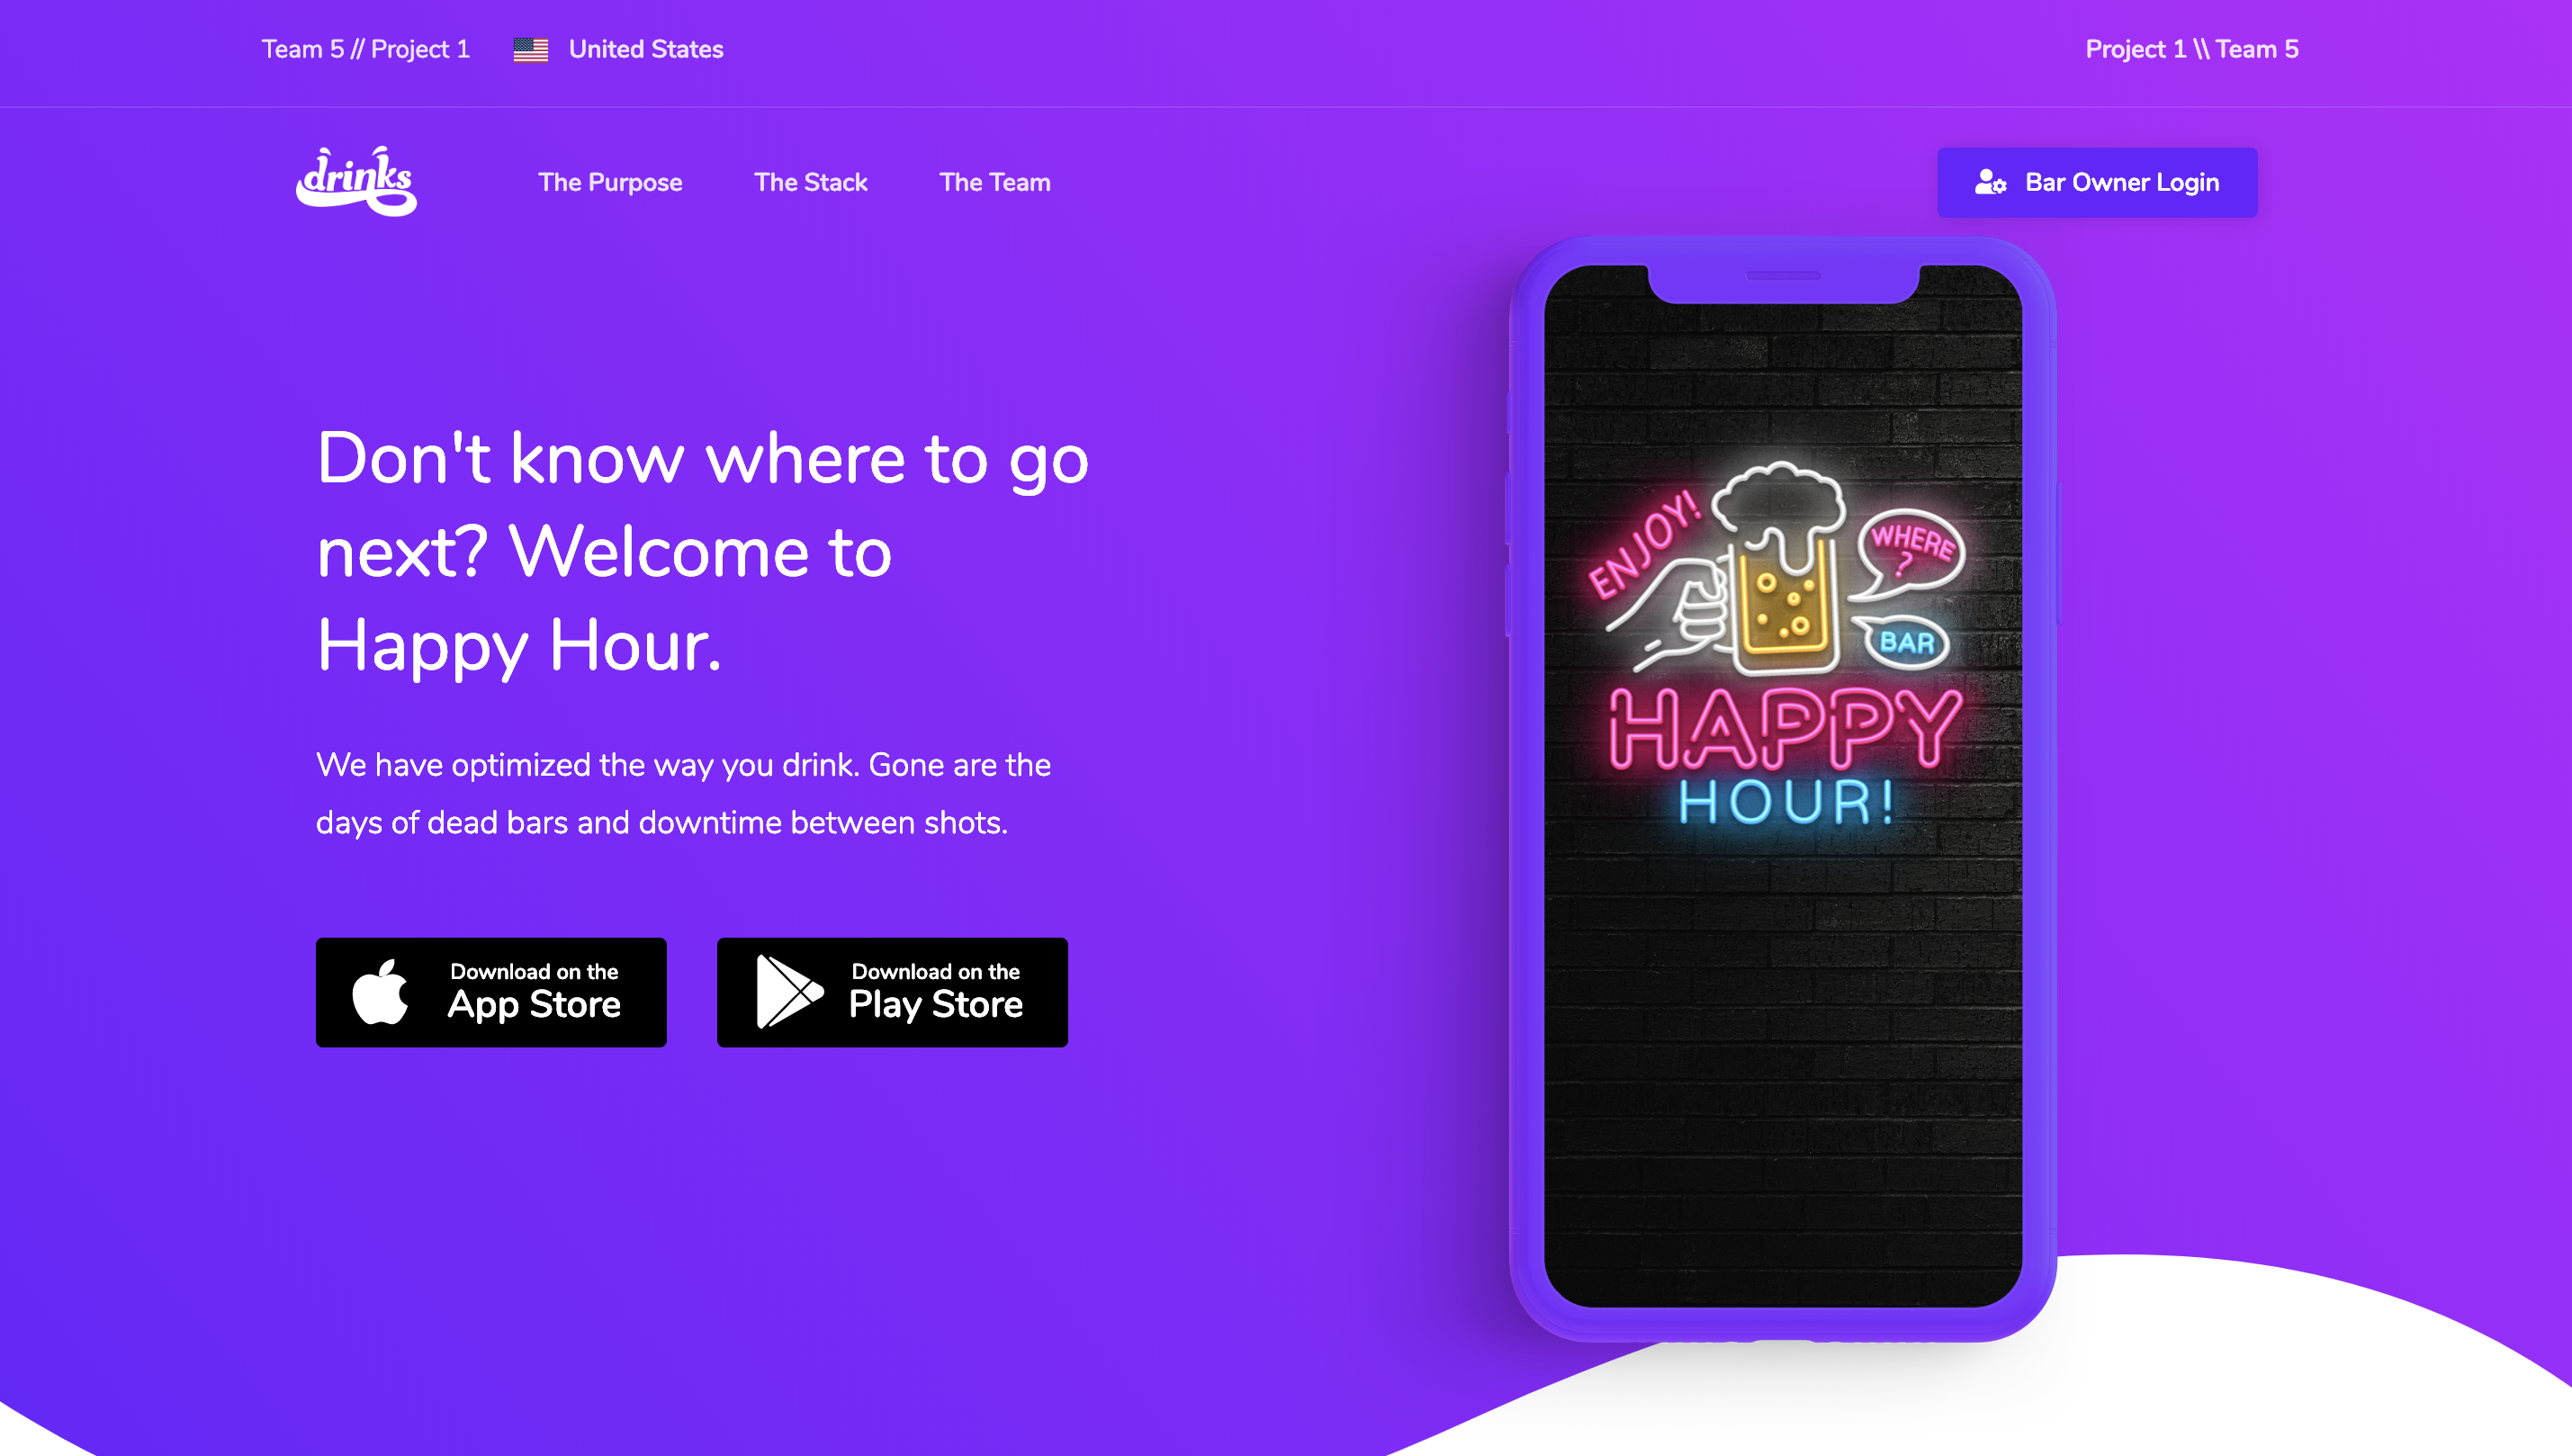 Team 5 // Project 1
United States
Project 1 \\ Team 5
drinks
The Purpose
The Stack
The Team
Bar Owner Login
Don't know where to go
next? Welcome to
Happy Hour.
We have optimized the way you drink. Gone are the
days of dead bars and downtime between shots.
Download on the
App Store
Download on the
Play Store
ENJOY!
WHERE
?
BAR
HAPPY
HOUR!